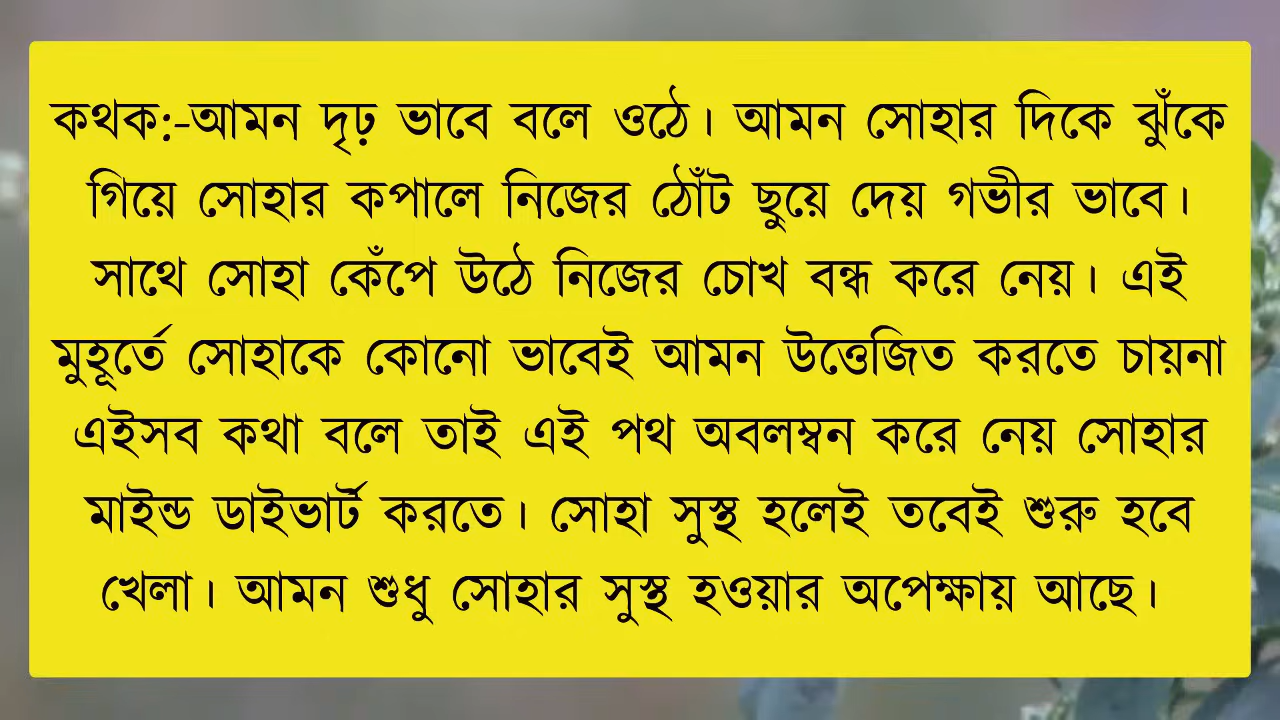 কথক:-আমন দৃঢ় ভাবে বলে ওঠে। আমন সোহার দিকে ঝুঁকে
গিয়ে সোহার কপালে নিজের ঠোঁট ছুয়ে দেয় গভীর ভাবে।
সাথে সোহা কেঁপে উঠে নিজের চোখ বন্ধ করে নেয়। এই
মুহূর্তে সোহাকে কোনো ভাবেই আমন উত্তেজিত করতে চায়না
এইসব কথা বলে তাই এই পথ অবলম্বন করে নেয় সোহার
মাইন্ড ডাইভার্ট করতে। সোহা সুস্থ হলেই তবেই শুরু হবে
খেলা। আমন শুধু সোহার সুস্থ হওয়ার অপেক্ষায় আছে।